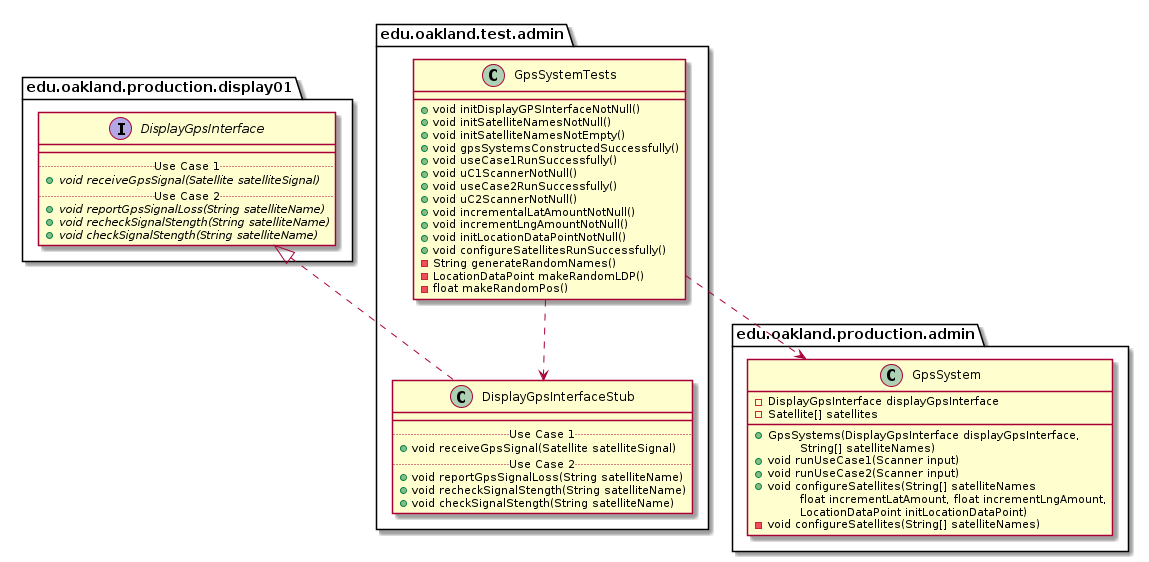 edu.oakland.test.admin
C GpsSystemTests
void initDisplayGPSInterfaceNotNull()
void initSatelliteNamesNotNull()
void initSatelliteNamesNotEmpty()
void gpsSystemsConstructedSuccessfully()
void useCase1RunSuccessfully()
void uC1ScannerNotNull()
void useCase2RunSuccessfully()
void uC2ScannerNotNull()
void incrementalLatAmountNotNull()
void incrementLngAmountNotNull()
void initLocationDataPointNotNull()
void configureSatellitesRunSuccessfully()
String generateRandomNames()
LocationDataPoint makeRandomLDP()
float makeRandomPos()
edu.oakland.production.display01
I DisplayGpsInterface
Use Case 1
void receiveGpsSignal(Satellite satelliteSignal)
Use Case 2
void reportGpsSignalLoss(String satelliteName)
void recheckSignalStength(String satelliteName)
void checkSignalStength(String satelliteName)
C DisplayGpsInterfaceStub
Use Case 1
void receiveGpsSignal(Satellite satelliteSignal)
Use Case 2
void reportGpsSignalLoss(String satelliteName)
void recheckSignalStength(String satelliteName)
void checkSignalStength(String satelliteName)
edu.oakland.production.admin
C GpsSystem
DisplayGpsInterface displayGpsInterface
Satellite[] satellites
GpsSystems(DisplayGpsInterface displayGpsInterface,
String[] satelliteNames)
void runUseCase1(Scanner input)
void runUseCase2(Scanner input)
void configureSatellites(String[] satelliteNames
float incrementLatAmount, float incrementLngAmount,
LocationDataPoint initLocationDataPoint)
void configureSatellites(String[] satelliteNames)